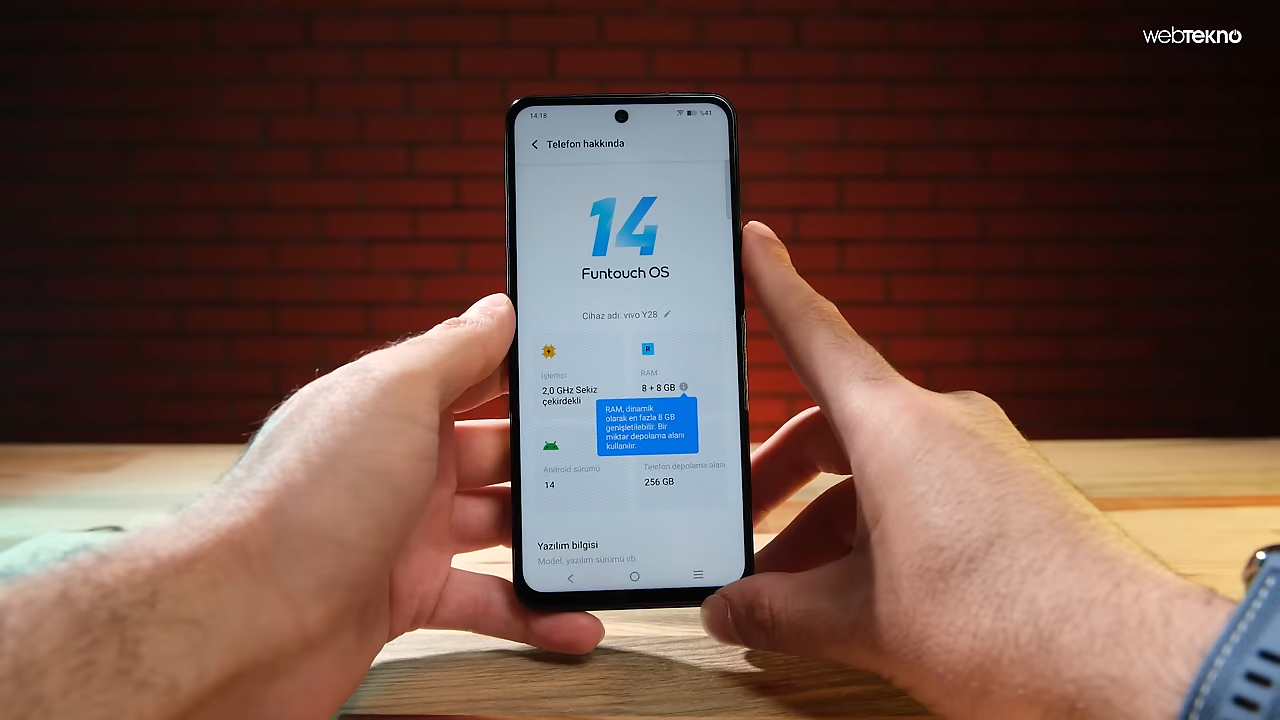 webTEKNO
14:18
%41
Telefon hakkında
14
Funtouch OS
Cihaz adı: vivo Y28
İşlemci
2,0 GHz Sekiz
çekirdekli
RAM
8 + 8 GB
RAM, dinamik
olarak en fazla 8 GB
genişletilebilir. Bir
miktar depolama alanı
kullanılır.
Android sürümü
14
Telefon depolama alanı
256 GB
Yazılım bilgisi
Model, yazılım sürümü vb